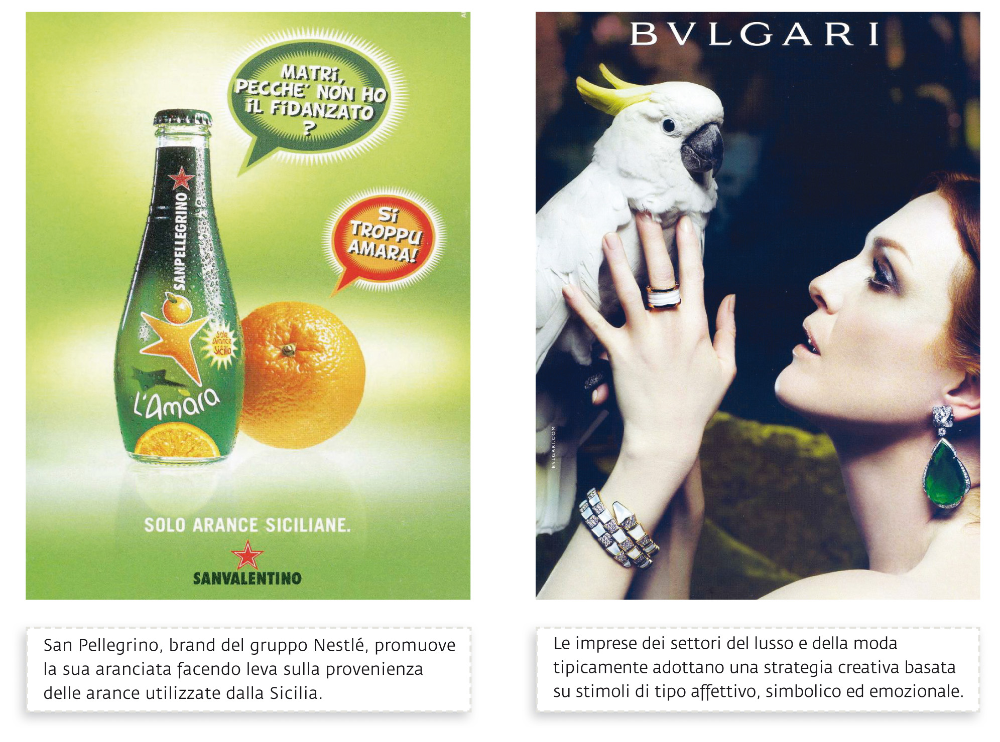 MATRÌ,
PECCHE' NON HO
IL FIDANZATO
?
SI
TROPPU
AMARA!
SANPELLEGRINO
Sole
Arance
Sicilia
L'Amara
SOLO ARANCE SICILIANE.
SANVALENTINO
San Pellegrino, brand del gruppo Nestlé, promuove
la sua aranciata facendo leva sulla provenienza
delle arance utilizzate dalla Sicilia.
BVLGARI
BVLGARI.COM
Le imprese dei settori del lusso e della moda
tipicamente adottano una strategia creativa basata
su stimoli di tipo affettivo, simbolico ed emozionale.